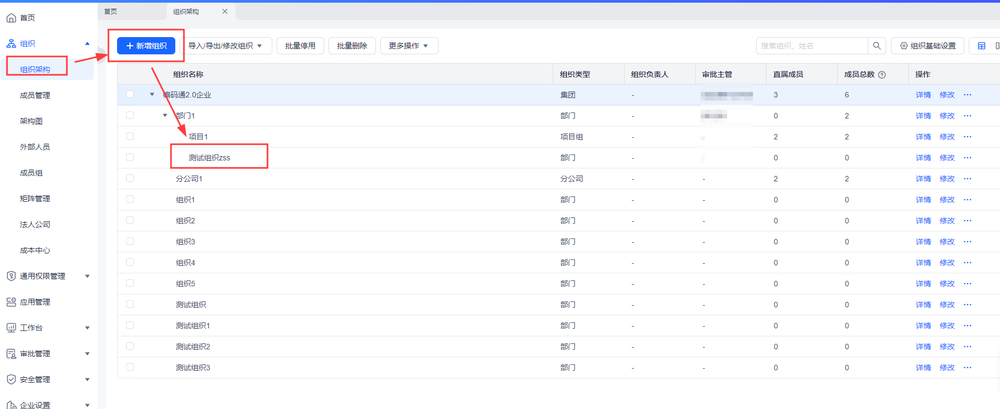 首页
组织架构
首页
组织
组织架构
成员管理
架构图
外部人员
成员组
矩阵管理
法人公司
成本中心
通用权限管理
应用管理
工作台
审批管理
安全管理
企业设置
新增组织 导入/导出/修改组织 批量停用 批量删除 更多操作 搜索组织、姓名 组织基础设置
组织名称 组织类型 组织负责人 审批主管 直属成员 成员总数 操作
编码通2.0企业 集团 - 3 6 详情 修改 ···
部门1 部门 - 0 2 详情 修改 ···
项目1 项目组 - 2 2 详情 修改 ···
测试组织zss 部门 - 0 0 详情 修改 ···
分公司1 分公司 - - 2 2 详情 修改 ···
组织1 部门 - - 0 0 详情 修改 ···
组织2 部门 - - 0 0 详情 修改 ···
组织3 部门 - - 0 0 详情 修改 ···
组织4 部门 - - 0 0 详情 修改 ···
组织5 部门 - - 0 0 详情 修改 ···
测试组织 部门 - - 0 0 详情 修改 ···
测试组织1 部门 - - 0 0 详情 修改 ···
测试组织2 部门 - - 0 0 详情 修改 ···
测试组织3 部门 - - 0 0 详情 修改 ···